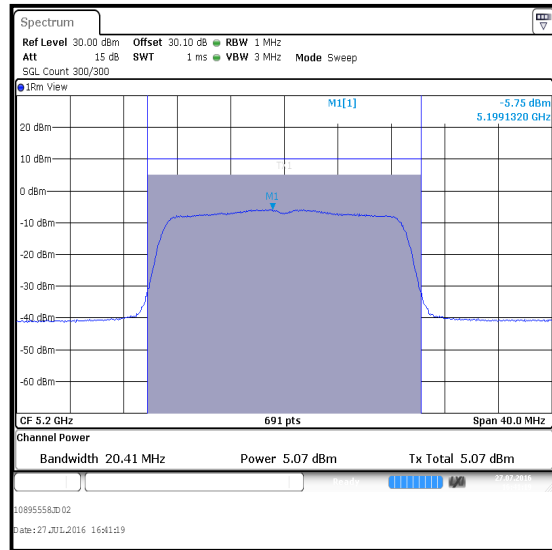 Spectrum
Ref Level 30.00 dBm Offset 30.10 dB RBW 1 MHz
Att 15 dB SWT 1 ms VBW 3 MHz Mode Sweep
SGL Count 300/300
1Rm View
M1[1] -5.75 dBm
5.1991320 GHz
20 dBm
10 dBm
0 dBm
M1
-10 dBm
-20 dBm
-30 dBm
-40 dBm
-50 dBm
-60 dBm
CF 5.2 GHz 691 pts Span 40.0 MHz
Channel Power
Bandwidth 20.41 MHz Power 5.07 dBm Tx Total 5.07 dBm
Ready 27.07.2016
10895558JD02
Date: 27.JUL.2016 16:41:19